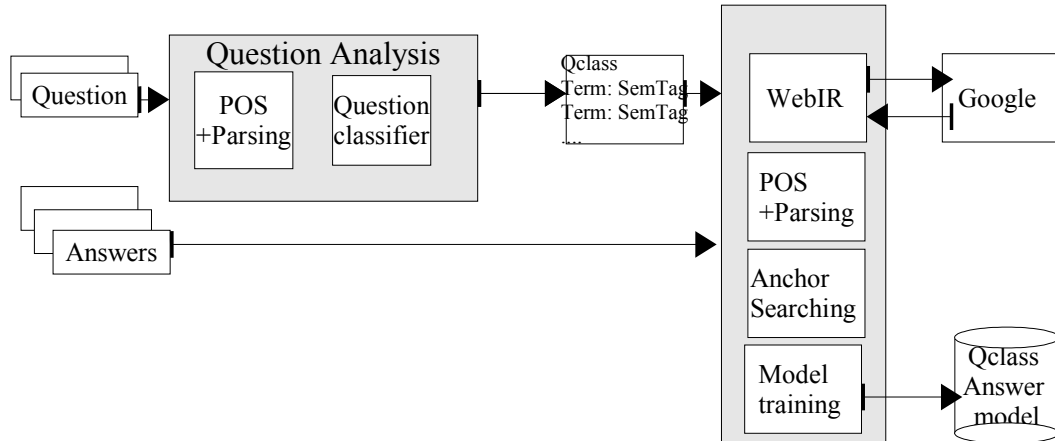 Question
Question Analysis
POS
+Parsing
Question
classifier
Qclass
Term: SemTag
Term: SemTag
....
WebIR
Google
Answers
POS
+Parsing
Anchor
Searching
Model
training
Qclass
Answer
model